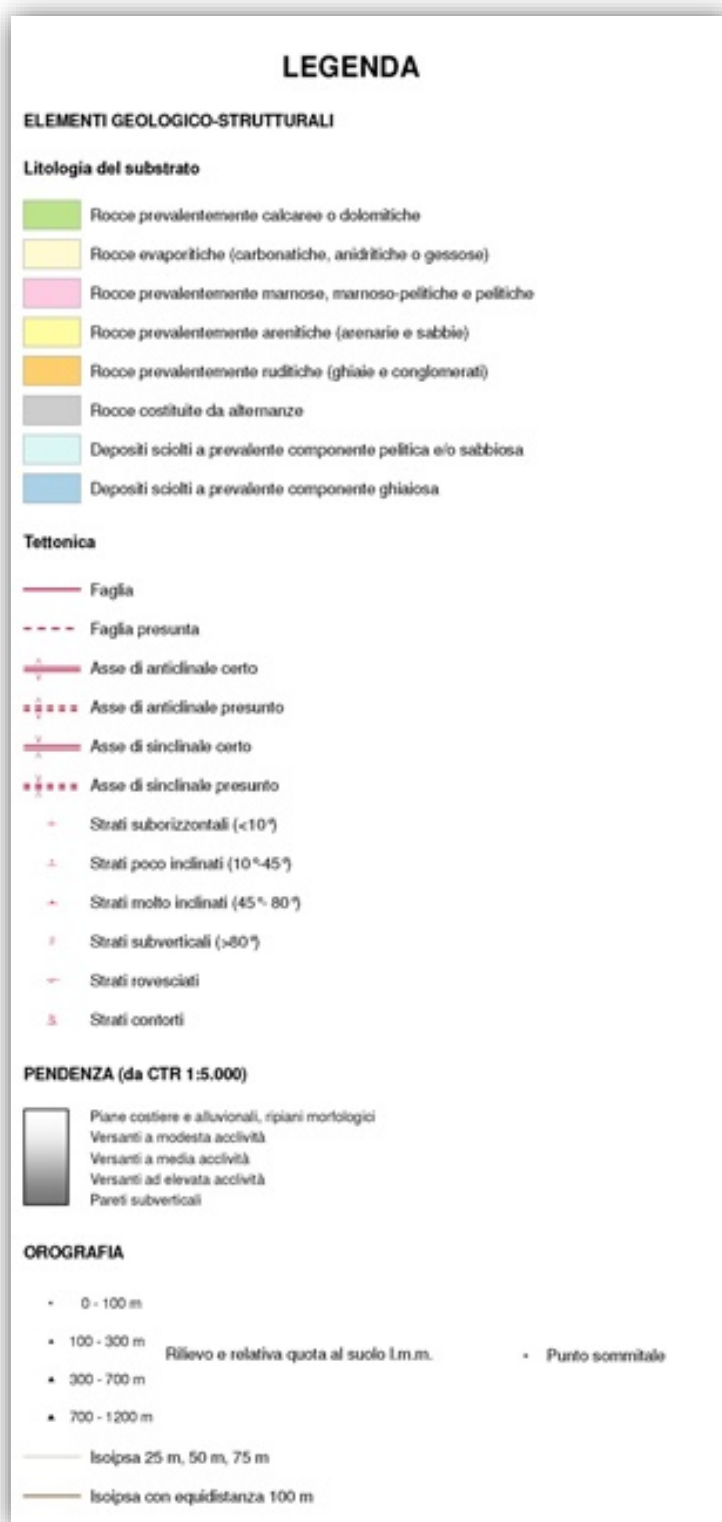 LEGENDA
ELEMENTI GEOLOGICO-STRUTTURALI
Litologia del substrato
Rocce prevalentemente calcaree o dolomitiche
Rocce evaporitiche (carbonatiche, anidritiche o gessose)
Rocce prevalentemente marnose, marnoso-pelitiche e pelitiche
Rocce prevalentemente arenitiche (arenarie e sabbie)
Rocce prevalentemente ruditiche (ghiaie e conglomerati)
Rocce costituite da alternanze
Depositi sciolti a prevalente componente pelitica e/o sabbiosa
Depositi sciolti a prevalente componente ghiaiosa
Tettonica
Faglia
Faglia presunta
Asse di anticlinale certo
Asse di anticlinale presunto
Asse di sinclinale certo
Asse di sinclinale presunto
Strati suborizzontali (<10°)
Strati poco inclinati (10°-45°)
Strati molto inclinati (45°- 80°)
Strati subverticali (>80°)
Strati rovesciati
Strati contorti
PENDENZA (da CTR 1:5.000)
Piane costiere e alluvionali, ripiani morfologici
Versanti a modesta acclività
Versanti a media acclività
Versanti ad elevata acclività
Pareti subverticali
OROGRAFIA
0 - 100 m
100 - 300 m
Rilievo e relativa quota al suolo l.m.m.
Punto sommitale
300 - 700 m
700 - 1200 m
Isoipsa 25 m, 50 m, 75 m
Isoipsa con equidistanza 100 m